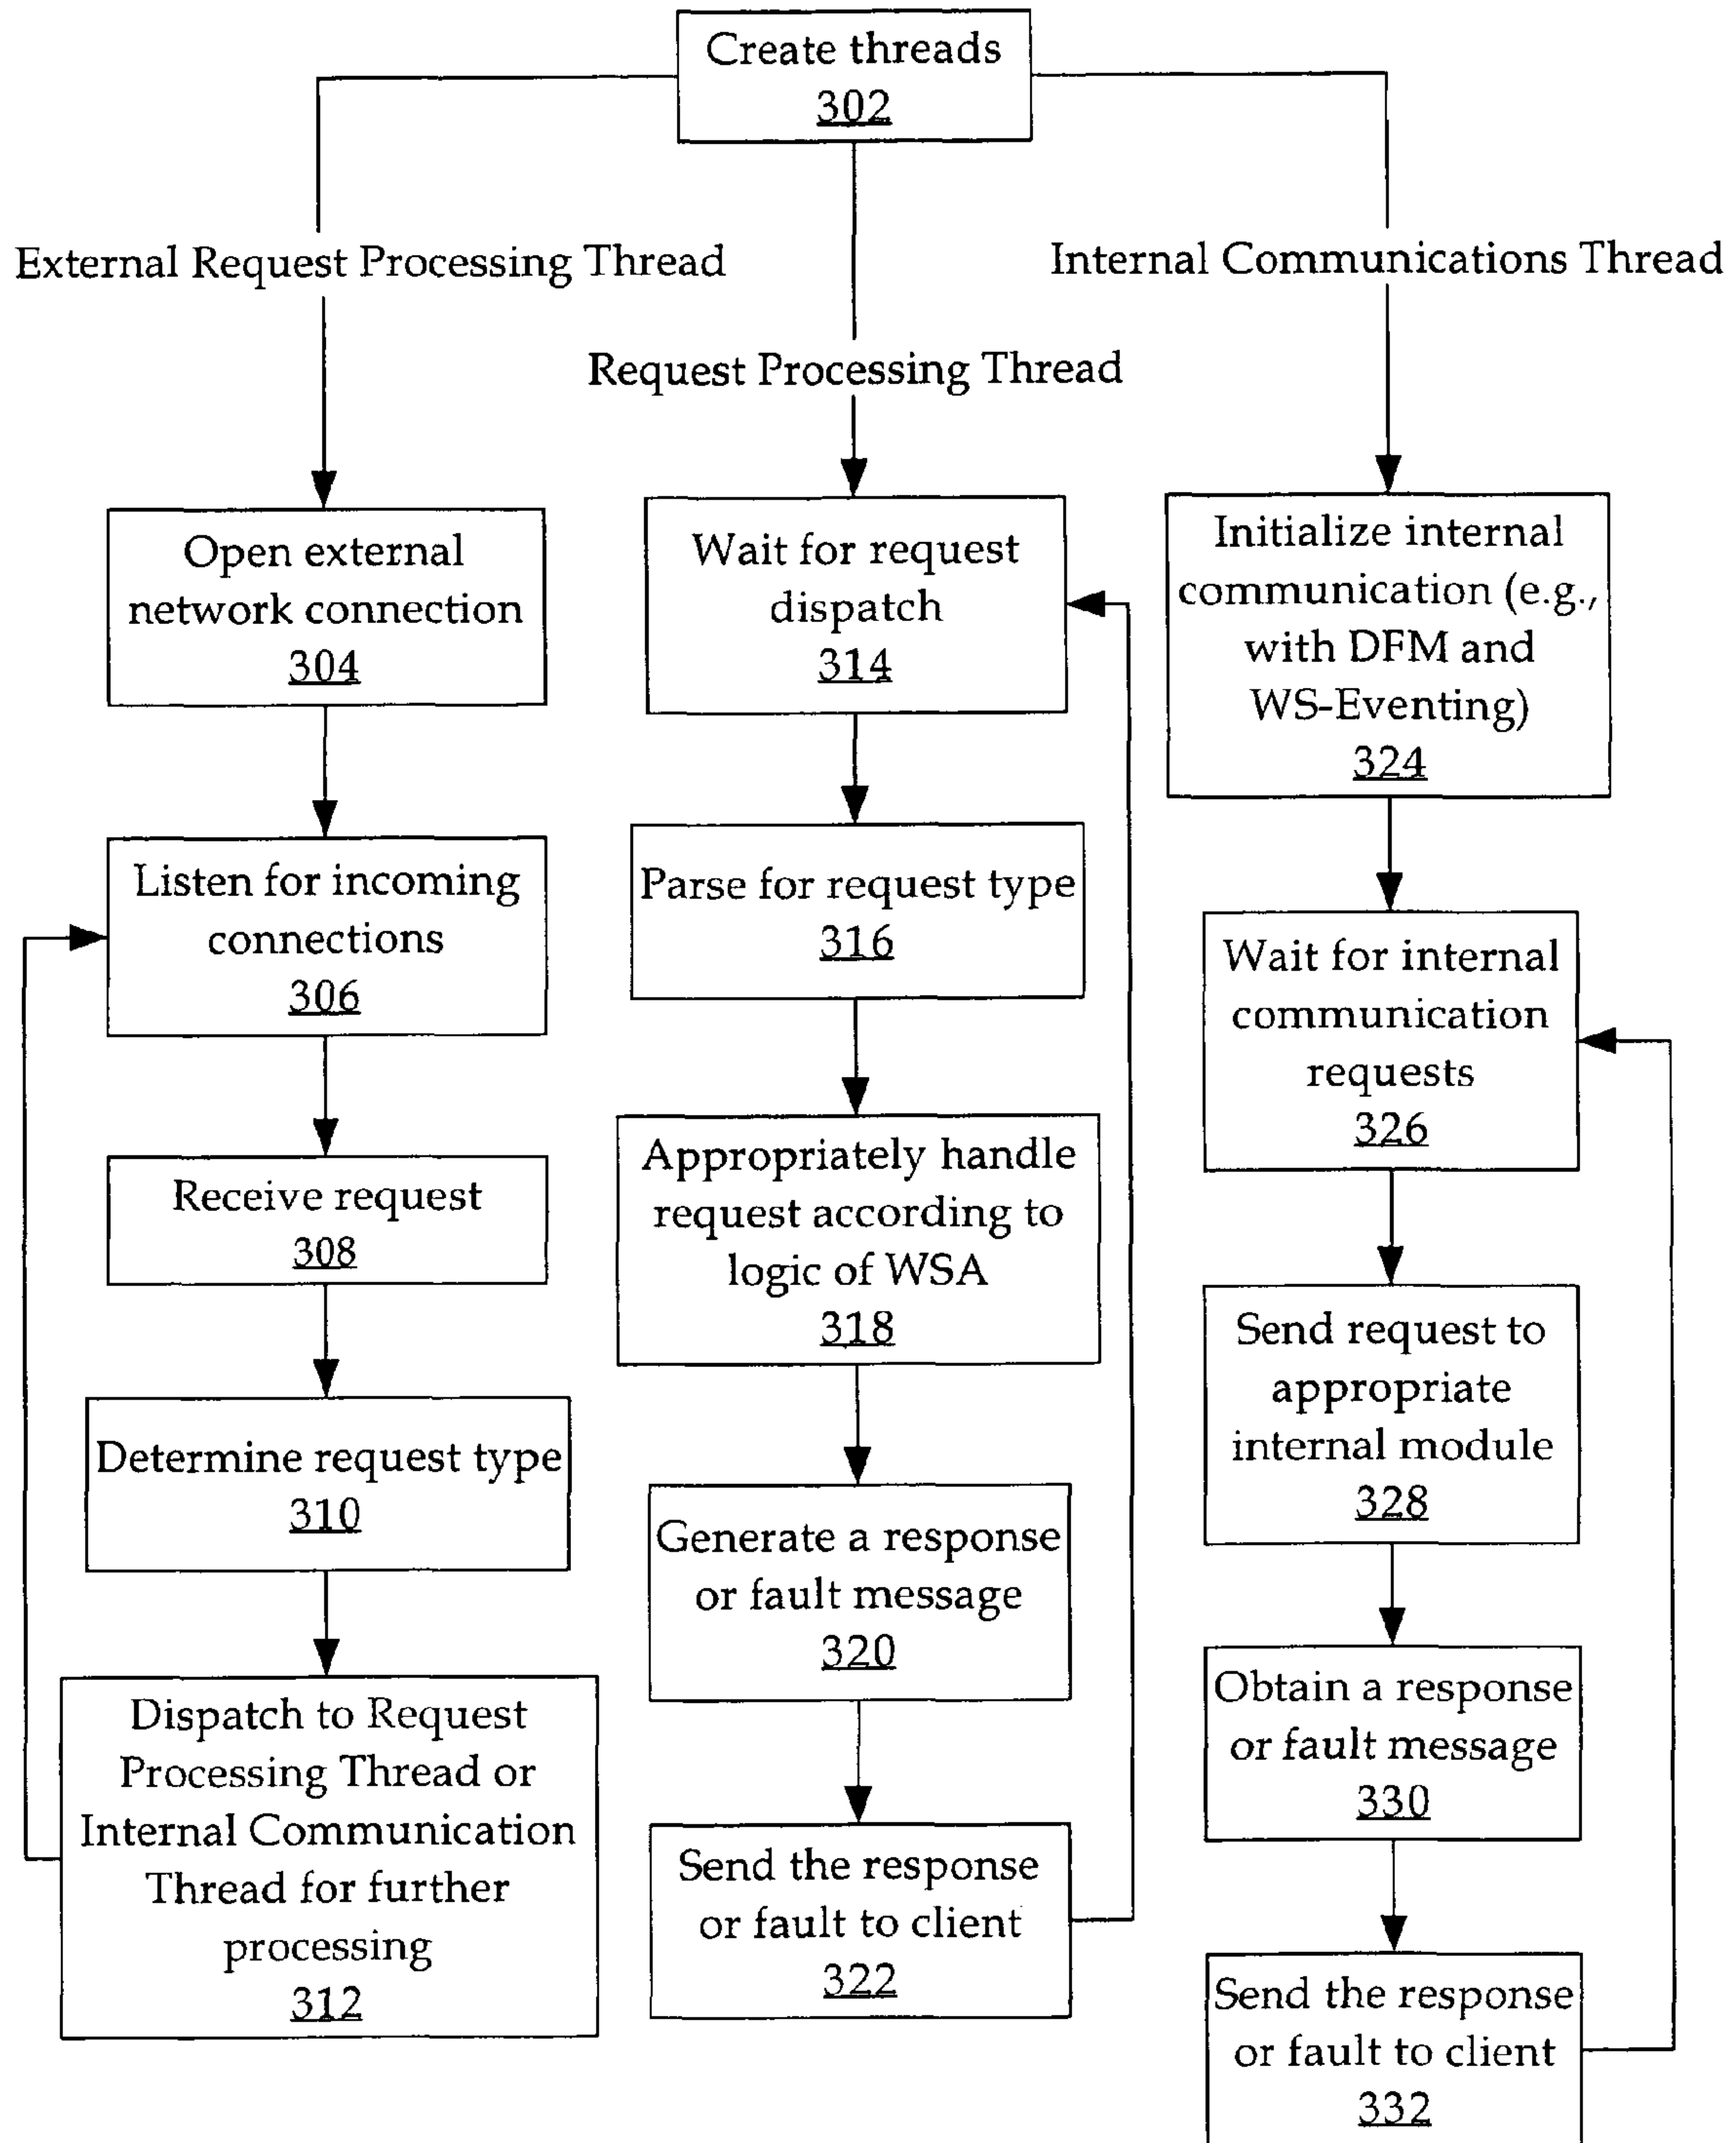 Create threads
302
External Request Processing Thread
Request Processing Thread
Internal Communications Thread
Open external
network connection
304
Listen for incoming
connections
306
Receive request
308
Determine request type
310
Dispatch to Request
Processing Thread or
Internal Communication
Thread for further
processing
312
Wait for request
dispatch
314
Parse for request type
316
Appropriately handle
request according to
logic of WSA
318
Generate a response
or fault message
320
Send the response
or fault to client
322
Initialize internal
communication (e.g.,
with DFM and
WS-Eventing)
324
Wait for internal
communication
requests
326
Send request to
appropriate
internal module
328
Obtain a response
or fault message
330
Send the response
or fault to client
332